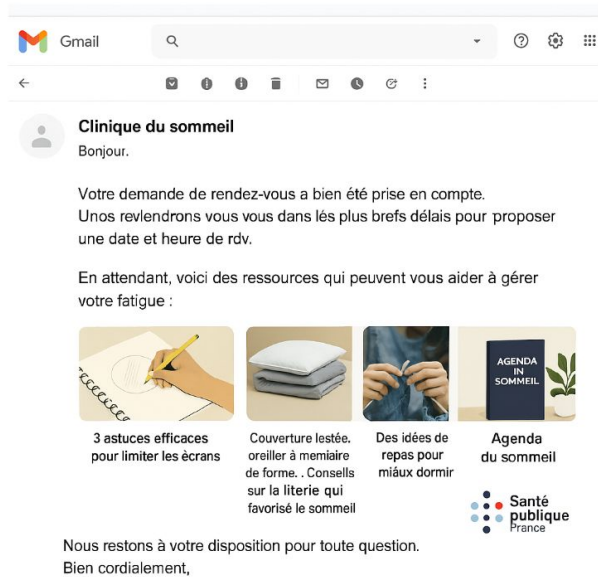 Gmail
Clinique du sommeil
Bonjour.
Votre demande de rendez-vous a bien été prise en compte.
Unos revlendrons vous vous dans lés plus brefs délais pour proposer
une date et heure de rdv.
En attendant, voici des ressources qui peuvent vous aider à gérer
votre fatigue :
AGENDA
IN
SOMMEIL
3 astuces efficaces
pour limiter les ècrans
Couverture lestée.
oreiller à memiaire
de forme. . Consells
sur la literie qui
favorisé le sommeil
Des idées de
repas pour
miáux dormir
Agenda
du sommeil
Santé
publique
Prance
Nous restons à votre disposition pour toute question.
Bien cordialement,